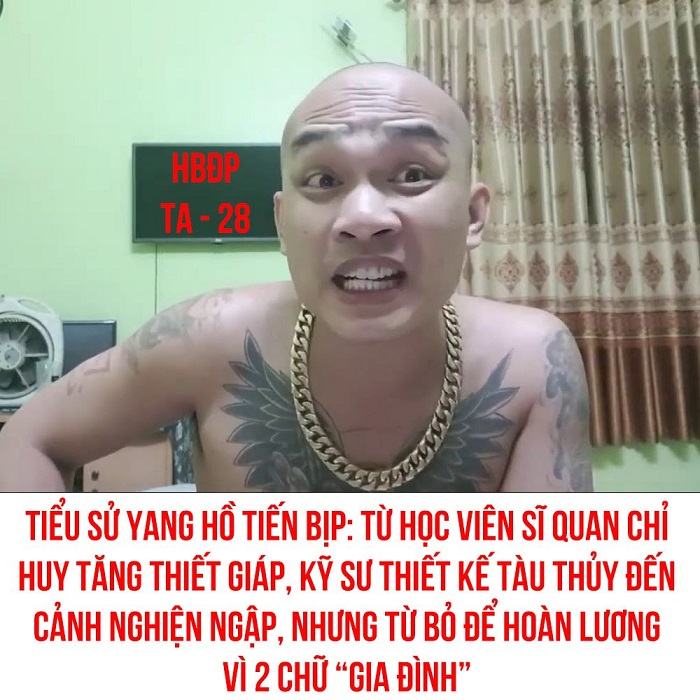 HBĐP
TA - 28
TIỂU SỬ YANG HỒ TIẾN BỊP: TỪ HỌC VIÊN SĨ QUAN CHỈ
HUY TĂNG THIẾT GIÁP, KỸ SƯ THIẾT KẾ TÀU THỦY ĐẾN
CẢNH NGHIỆN NGẬP, NHƯNG TỪ BỎ ĐỂ HOÀN LƯƠNG
VÌ 2 CHỮ “GIA ĐÌNH”